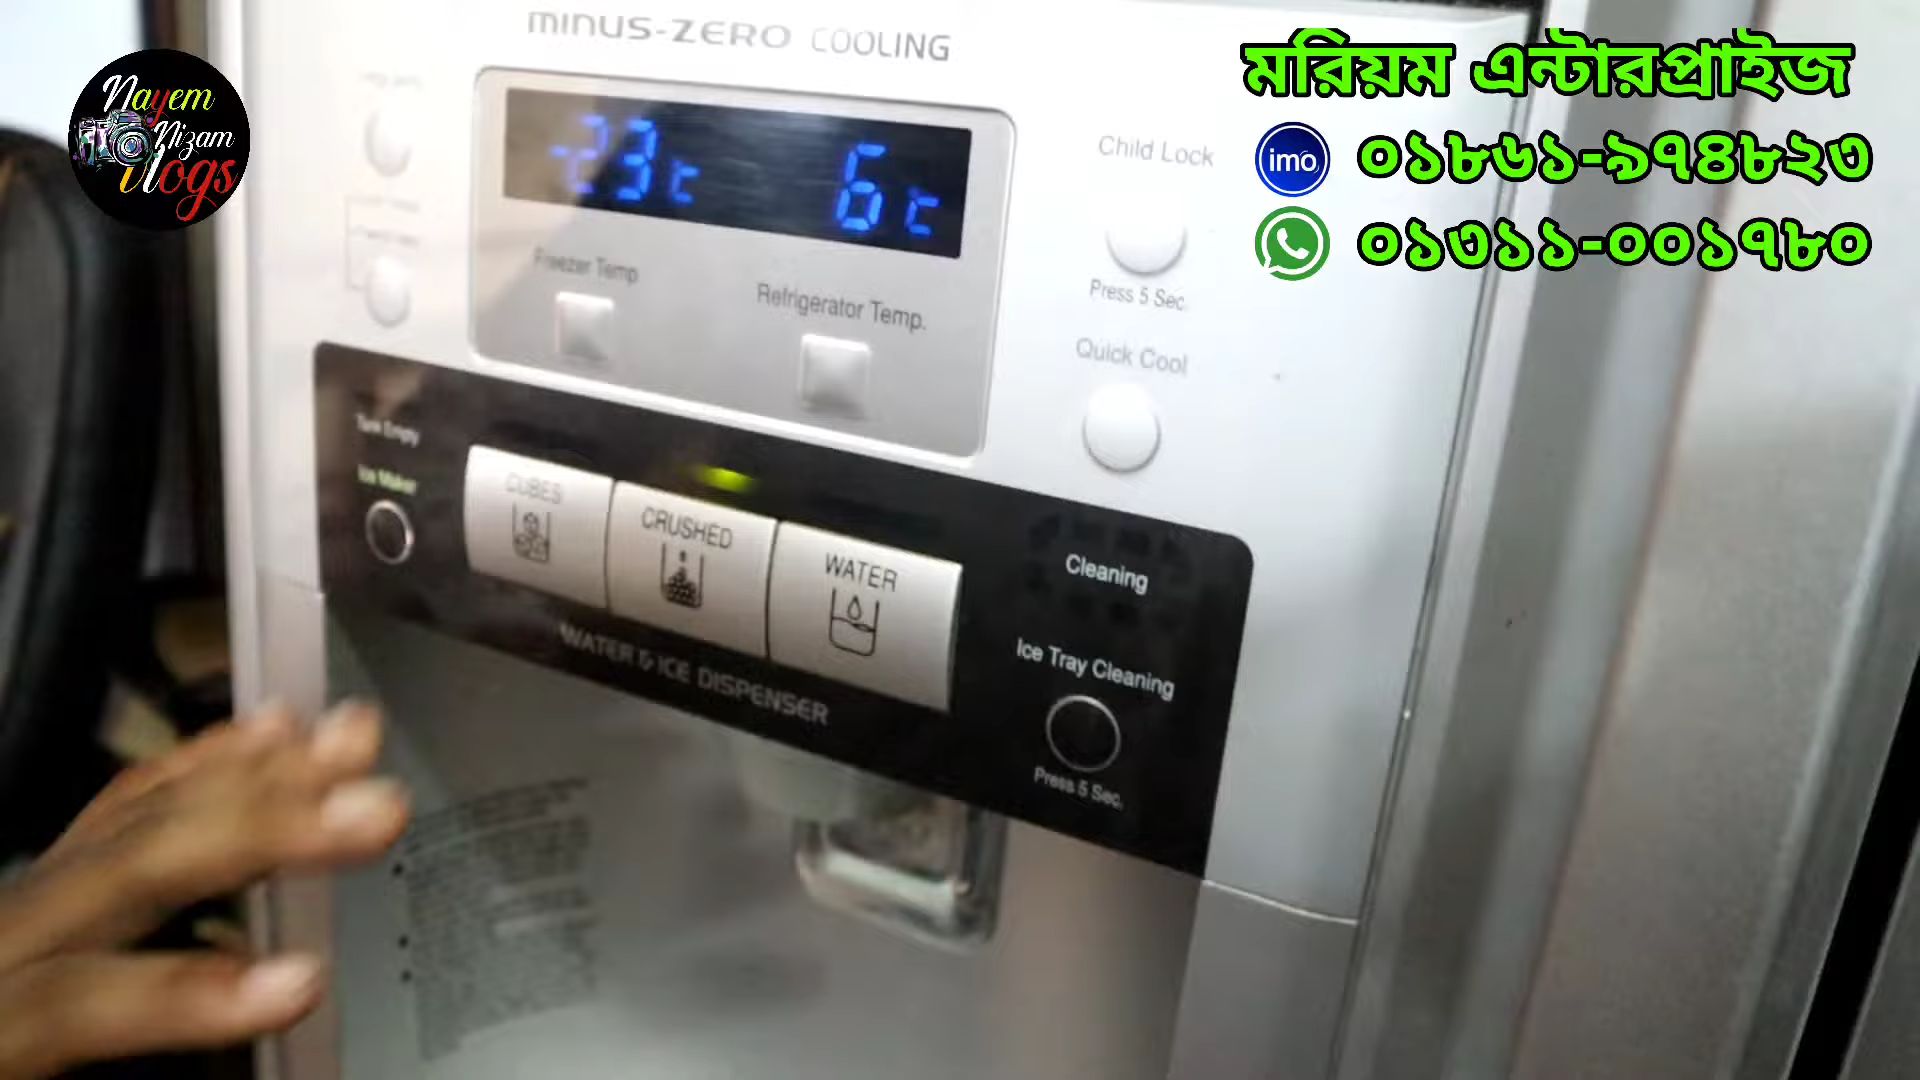 MINUS-ZERO COOLING
মরিয়ম এন্টারপ্রাইজ
imo ০১৮৬১-৯৭৪৮২৩
০১৩১১-০০১৭৮০
Nayem
Nizam
Vlogs
-23 c 6 c
Freezer Temp
Refrigerator Temp.
Child Lock
Press 5 Sec.
Quick Cool
Tank Empty
Ice Maker
CUBES
CRUSHED
WATER
WATER & ICE DISPENSER
Cleaning
Ice Tray Cleaning
Press 5 Sec.